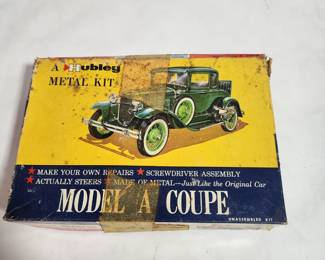 A Hubley
METAL KIT
★ MAKE YOUR OWN REPAIRS ★ SCREWDRIVER ASSEMBLY
★ ACTUALLY STEERS ★ MADE OF METAL—Just Like the Original Car
MODEL "A" COUPE
UNASSEMBLED KIT